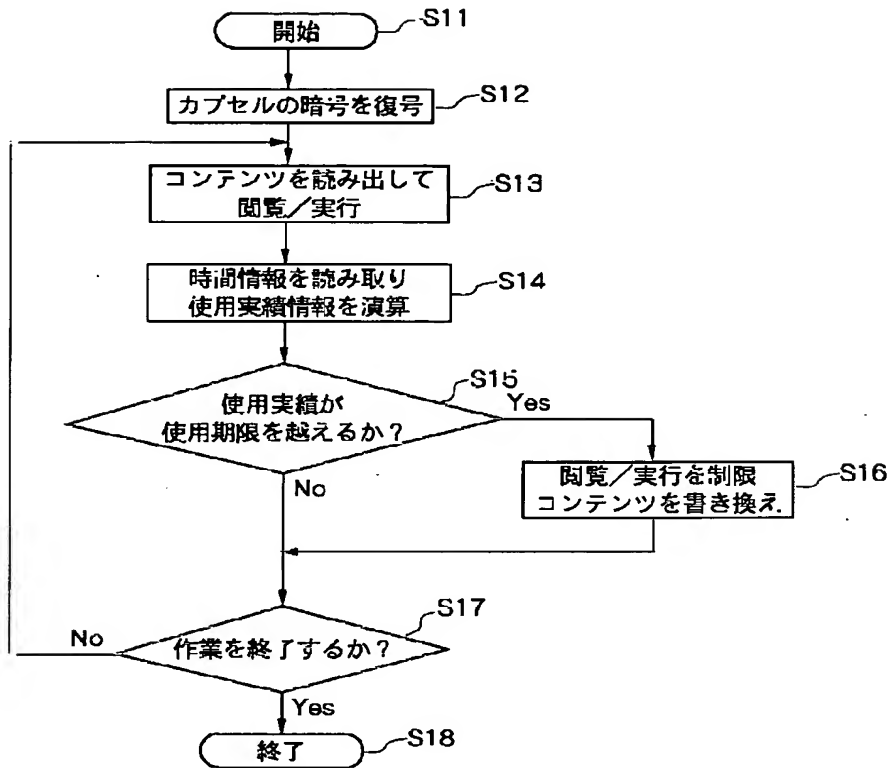 開始
S11
カプセルの暗号を復号
S12
コンテンツを読み出して
閲覧／実行
S13
時間情報を読み取り
使用実績情報を演算
S14
使用実績が
使用期限を越えるか？
S15
Yes
No
閲覧／実行を制限
コンテンツを書き換え
S16
作業を終了するか？
S17
No
Yes
終了
S18